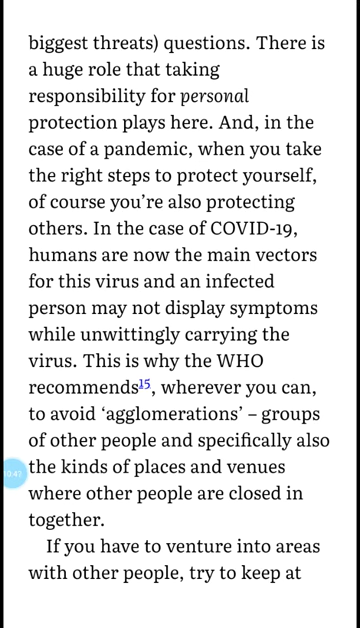 biggest threats) questions. There is
a huge role that taking
responsibility for personal
protection plays here. And, in the
case of a pandemic, when you take
the right steps to protect yourself,
of course you’re also protecting
others. In the case of COVID-19,
humans are now the main vectors
for this virus and an infected
person may not display symptoms
while unwittingly carrying the
virus. This is why the WHO
recommends15, wherever you can,
to avoid ‘agglomerations’ – groups
of other people and specifically also
the kinds of places and venues
where other people are closed in
together.
If you have to venture into areas
with other people, try to keep at